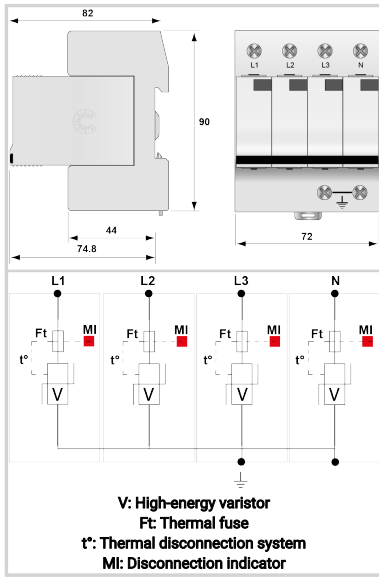 82
L1 L2 L3 N
90
44
74.8
72
L1 L2 L3 N
Ft MI Ft MI Ft MI Ft MI
t° t° t° t°
V V V V
V: High-energy varistor
Ft: Thermal fuse
t°: Thermal disconnection system
MI: Disconnection indicator